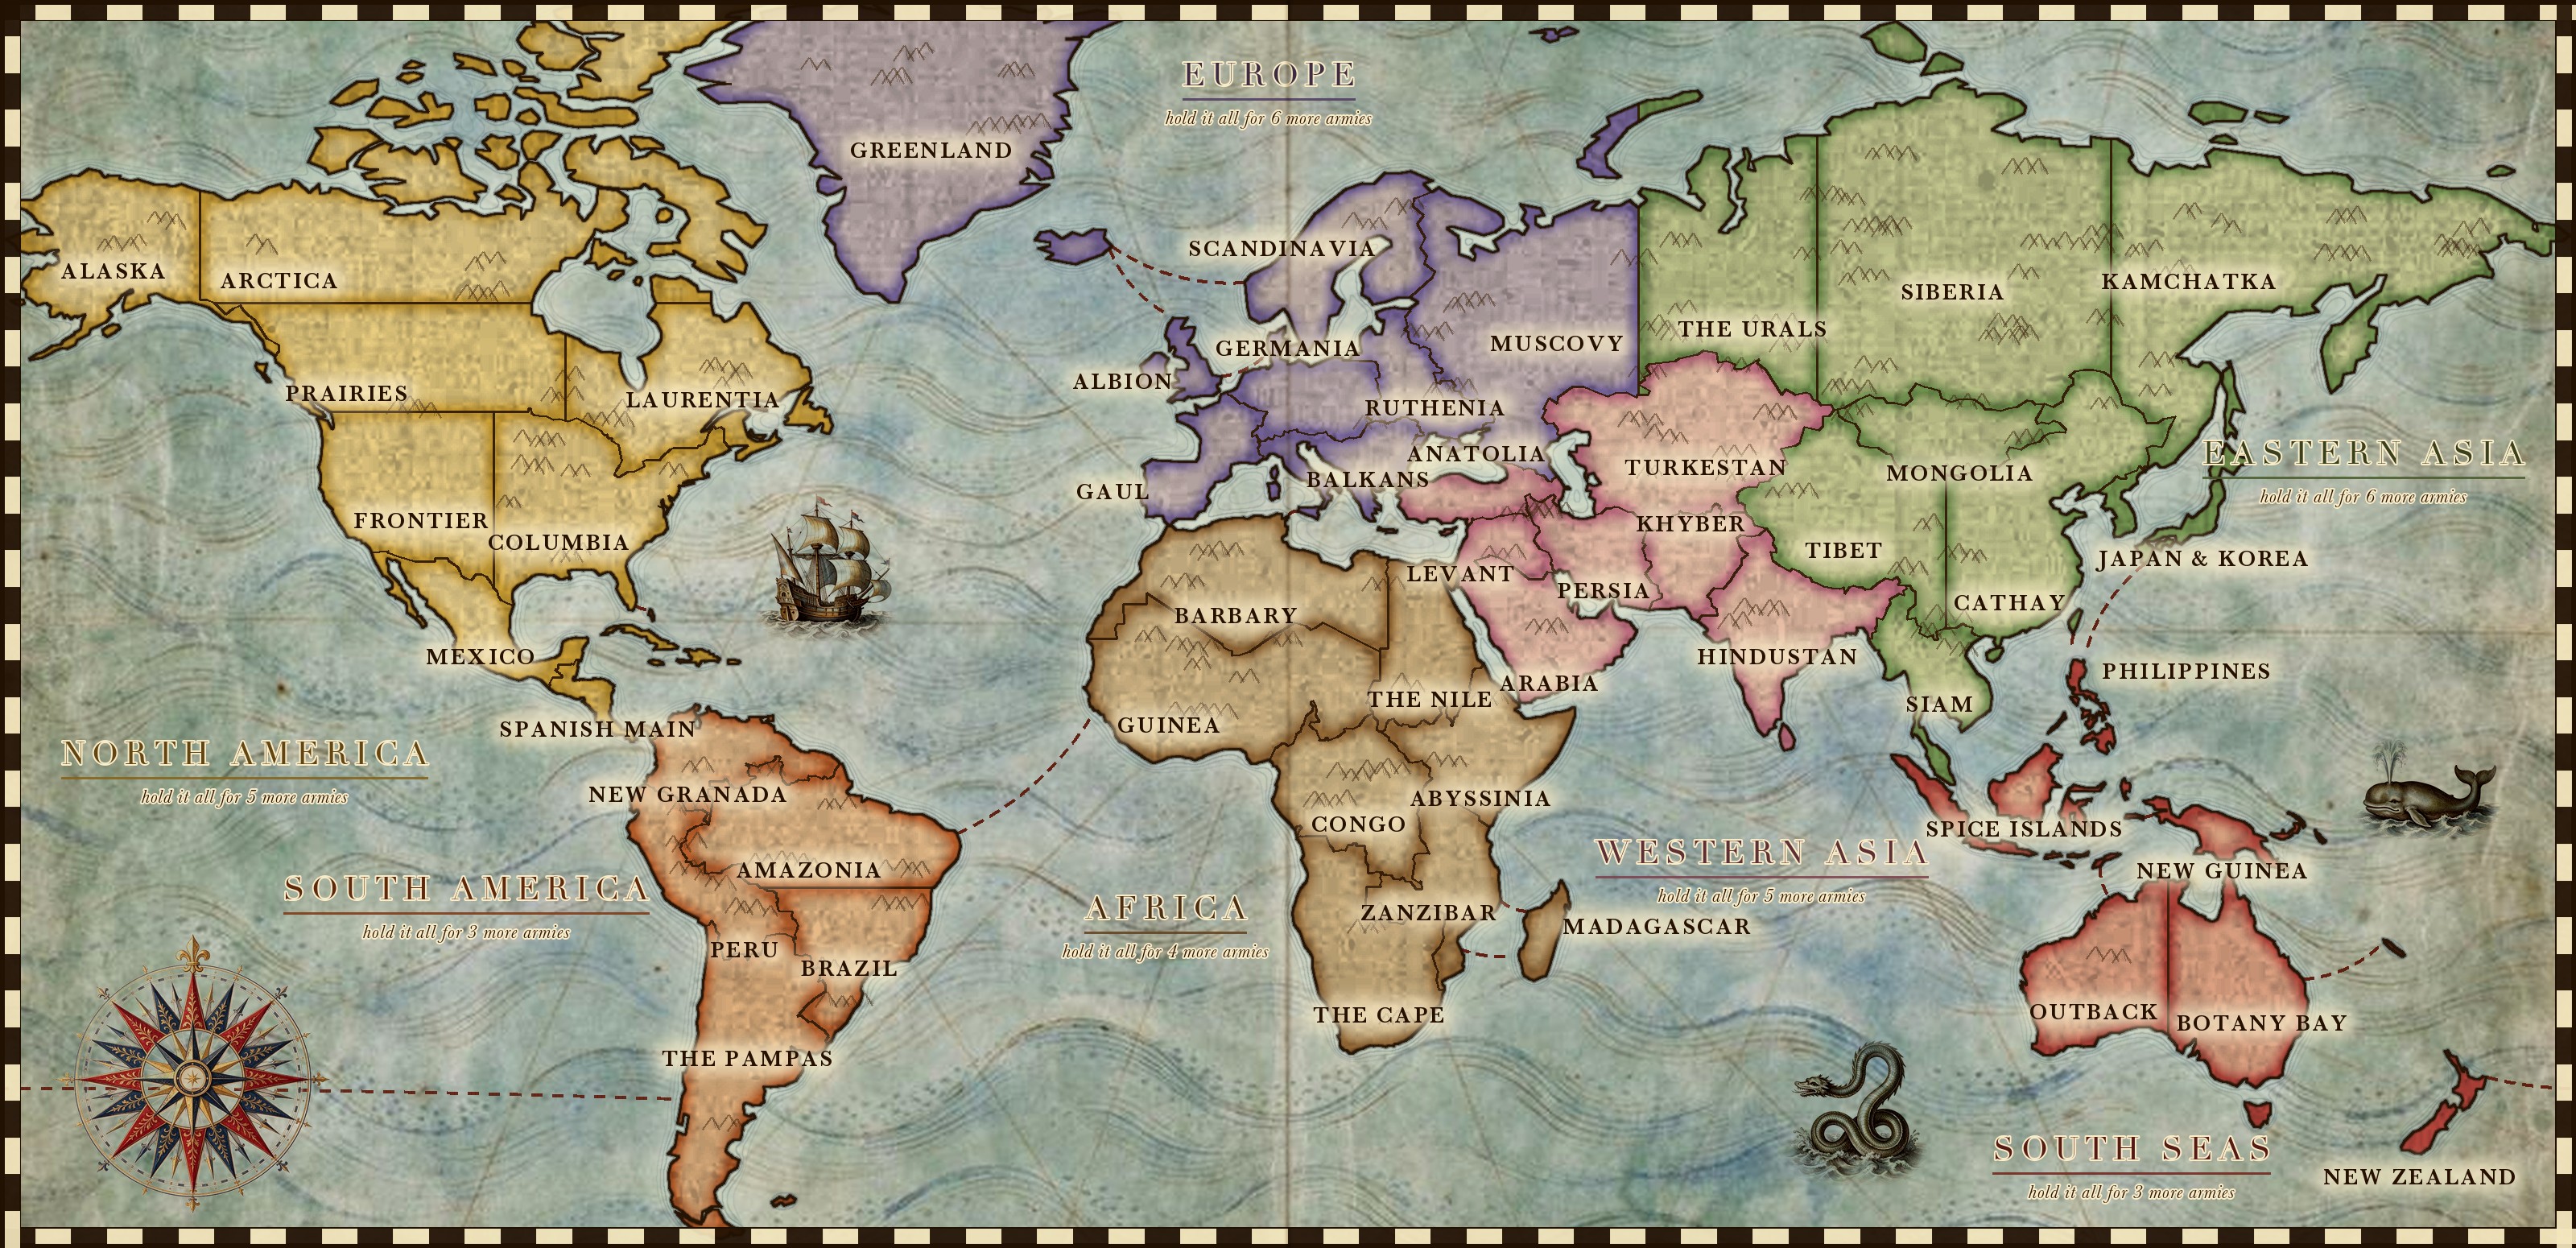 EUROPE
hold it all for 6 more armies
GREENLAND
SCANDINAVIA
ALASKA
ARCTICA
SIBERIA
KAMCHATKA
THE URALS
MUSCOVY
GERMANIA
ALBION
PRAIRIES
LAURENTIA
RUTHENIA
ANATOLIA
EASTERN ASIA
hold it all for 6 more armies
TURKESTAN
MONGOLIA
BALKANS
GAUL
FRONTIER
COLUMBIA
KHYBER
TIBET
JAPAN & KOREA
LEVANT
PERSIA
CATHAY
BARBARY
MEXICO
HINDUSTAN
PHILIPPINES
ARABIA
THE NILE
SIAM
GUINEA
SPANISH MAIN
NORTH AMERICA
hold it all for 5 more armies
NEW GRANADA
ABYSSINIA
CONGO
SPICE ISLANDS
WESTERN ASIA
hold it all for 5 more armies
NEW GUINEA
AMAZONIA
SOUTH AMERICA
hold it all for 3 more armies
AFRICA
hold it all for 4 more armies
ZANZIBAR
MADAGASCAR
PERU
BRAZIL
THE CAPE
OUTBACK
BOTANY BAY
THE PAMPAS
SOUTH SEAS
hold it all for 3 more armies
NEW ZEALAND